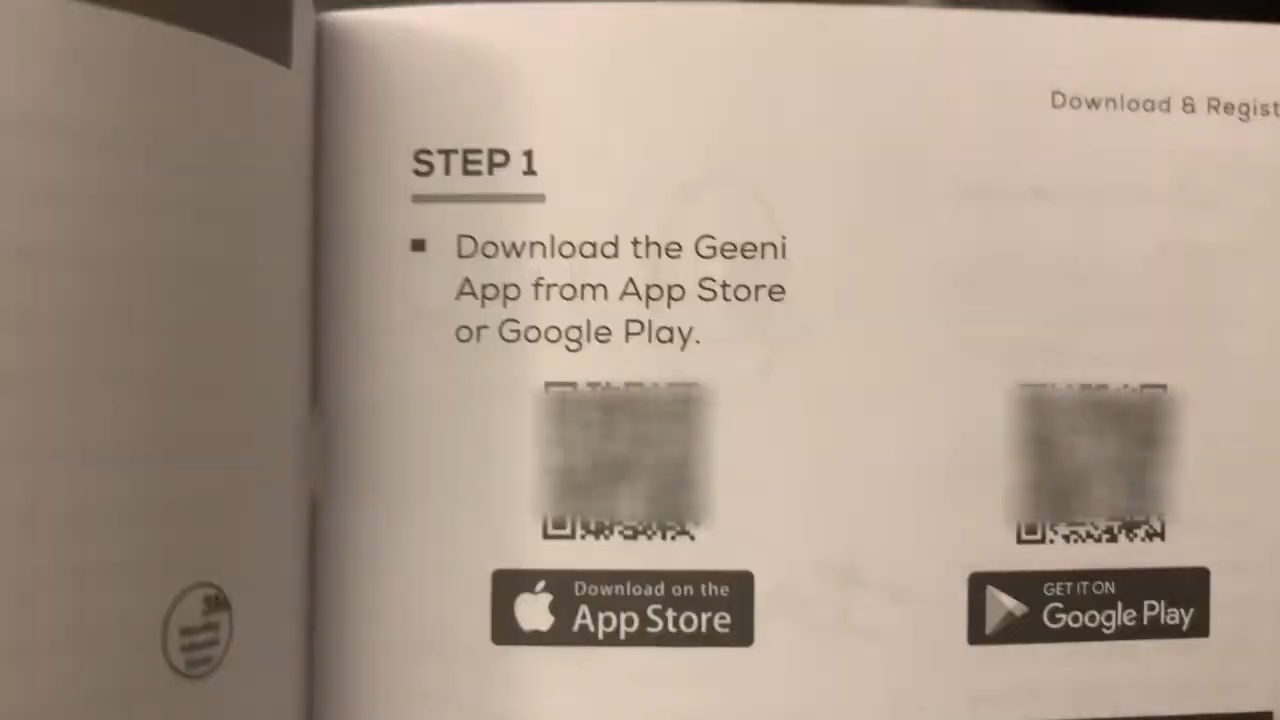 Download & Regist
STEP 1
▪ Download the Geeni
App from App Store
or Google Play.
Download on the
App Store
GET IT ON
Google Play